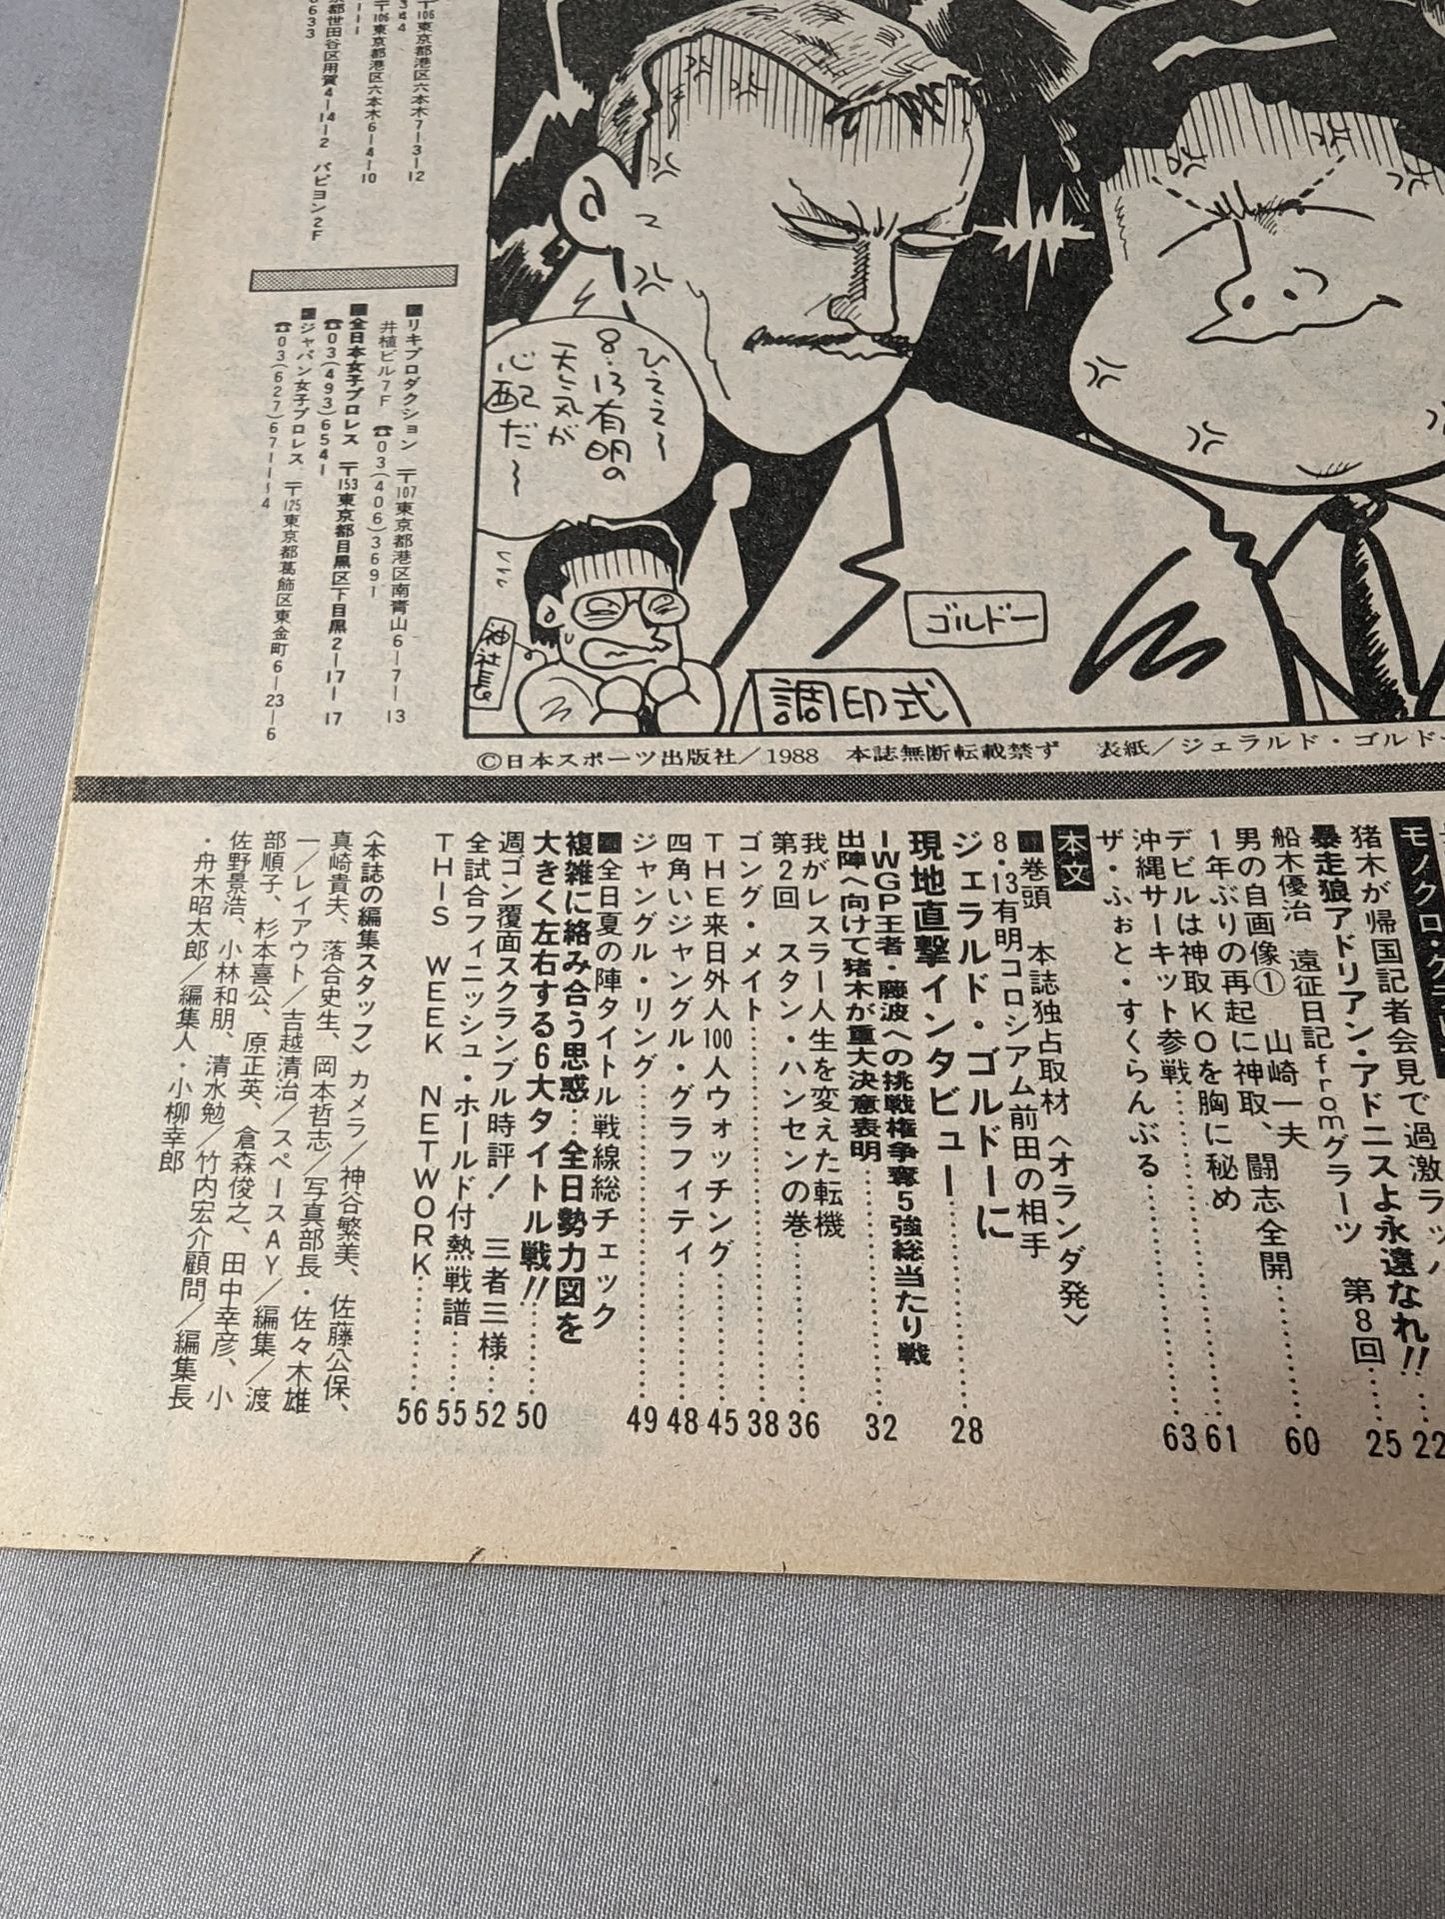 〒106東京都港区六本木7-3-12
344
〒106東京都港区六本木6-4-10
111
京都世田谷区用賀4-14-2 パピヨン2F
6633
■リキプロダクション 〒107東京都港区南青山6-7-13
井植ビル7F ☎03(406)3691
■全日本女子プロレス 〒153東京都目黒区下目黒2-17-17
☎03(493)6541
■ジャパン女子プロレス 〒125東京都葛飾区東金町6-23-6
☎03(627)6711~4
ひええ~
8.13有明の
天気が
心配だ~
神社長
ゴルドー
調印式
©日本スポーツ出版社/1988 本誌無断転載禁ず 表紙/ジェラルド・ゴルド
モノクロ・グラ
猪木が帰国記者会見で過激ラッパ……22
暴走狼アドリアン・アドニスよ永遠なれ!!
船木優治 遠征日記fromグラーツ 第8回……25
男の自画像① 山崎一夫……60
1年ぶりの再起に神取、闘志全開
デビルは神取KOを胸に秘め……61
沖縄サーキット参戦……63
ザ・ふぉと・すくらんぶる
本文
■巻頭 本誌独占取材〈オランダ発〉
8・13有明コロシアム前田の相手
ジェラルド・ゴルドーに
現地直撃インタビュー……28
IWGP王者・藤波への挑戦権争奪5強総当たり戦
出陣へ向けて猪木が重大決意表明……32
我がレスラー人生を変えた転機
第2回 スタン・ハンセンの巻……36
ゴング・メイト……38
THE来日外人100人ウォッチング……45
四角いジャングル・グラフィティ……48
ジャングル・リング……49
■全日夏の陣タイトル戦線総チェック
複雑に絡み合う思惑…全日勢力図を
大きく左右する6大タイトル戦!!……50
週ゴン覆面スクランブル時評! 三者三様……52
全試合フィニッシュ・ホールド付熱戦譜……55
THIS WEEK NETWORK……56
〈本誌の編集スタッフ〉カメラ/神谷繁美、佐藤公保、
真崎貴夫、落合史生、岡本哲志/写真部長・佐々木雄
一/レイアウト/吉越清治/スペースAY/編集/渡
部順子、杉本喜公、原正英、倉森俊之、田中幸彦、小
佐野景浩、小林和朋、清水勉/竹内宏介顧問/編集長
・舟木昭太郎/編集人・小柳幸郎